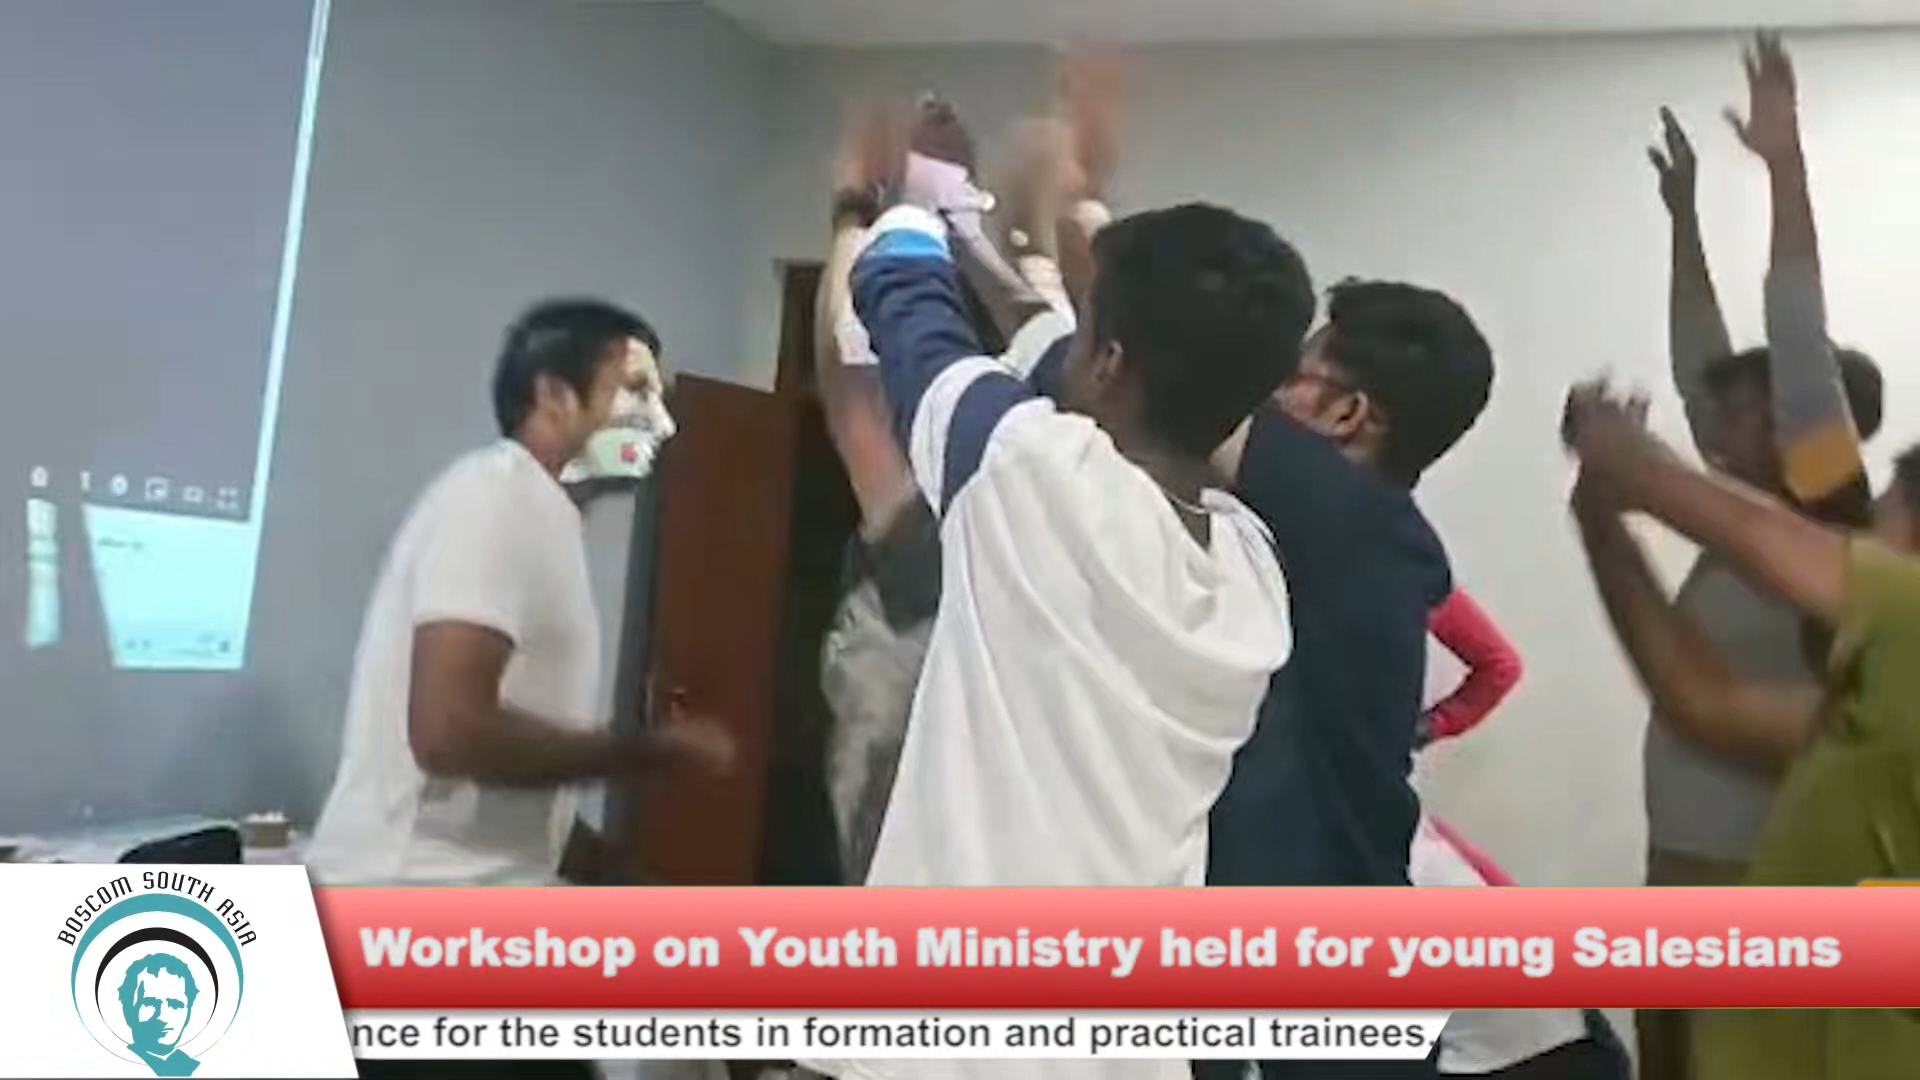 BOSCOM SOUTH ASIA
Workshop on Youth Ministry held for young Salesians
nce for the students in formation and practical trainees.